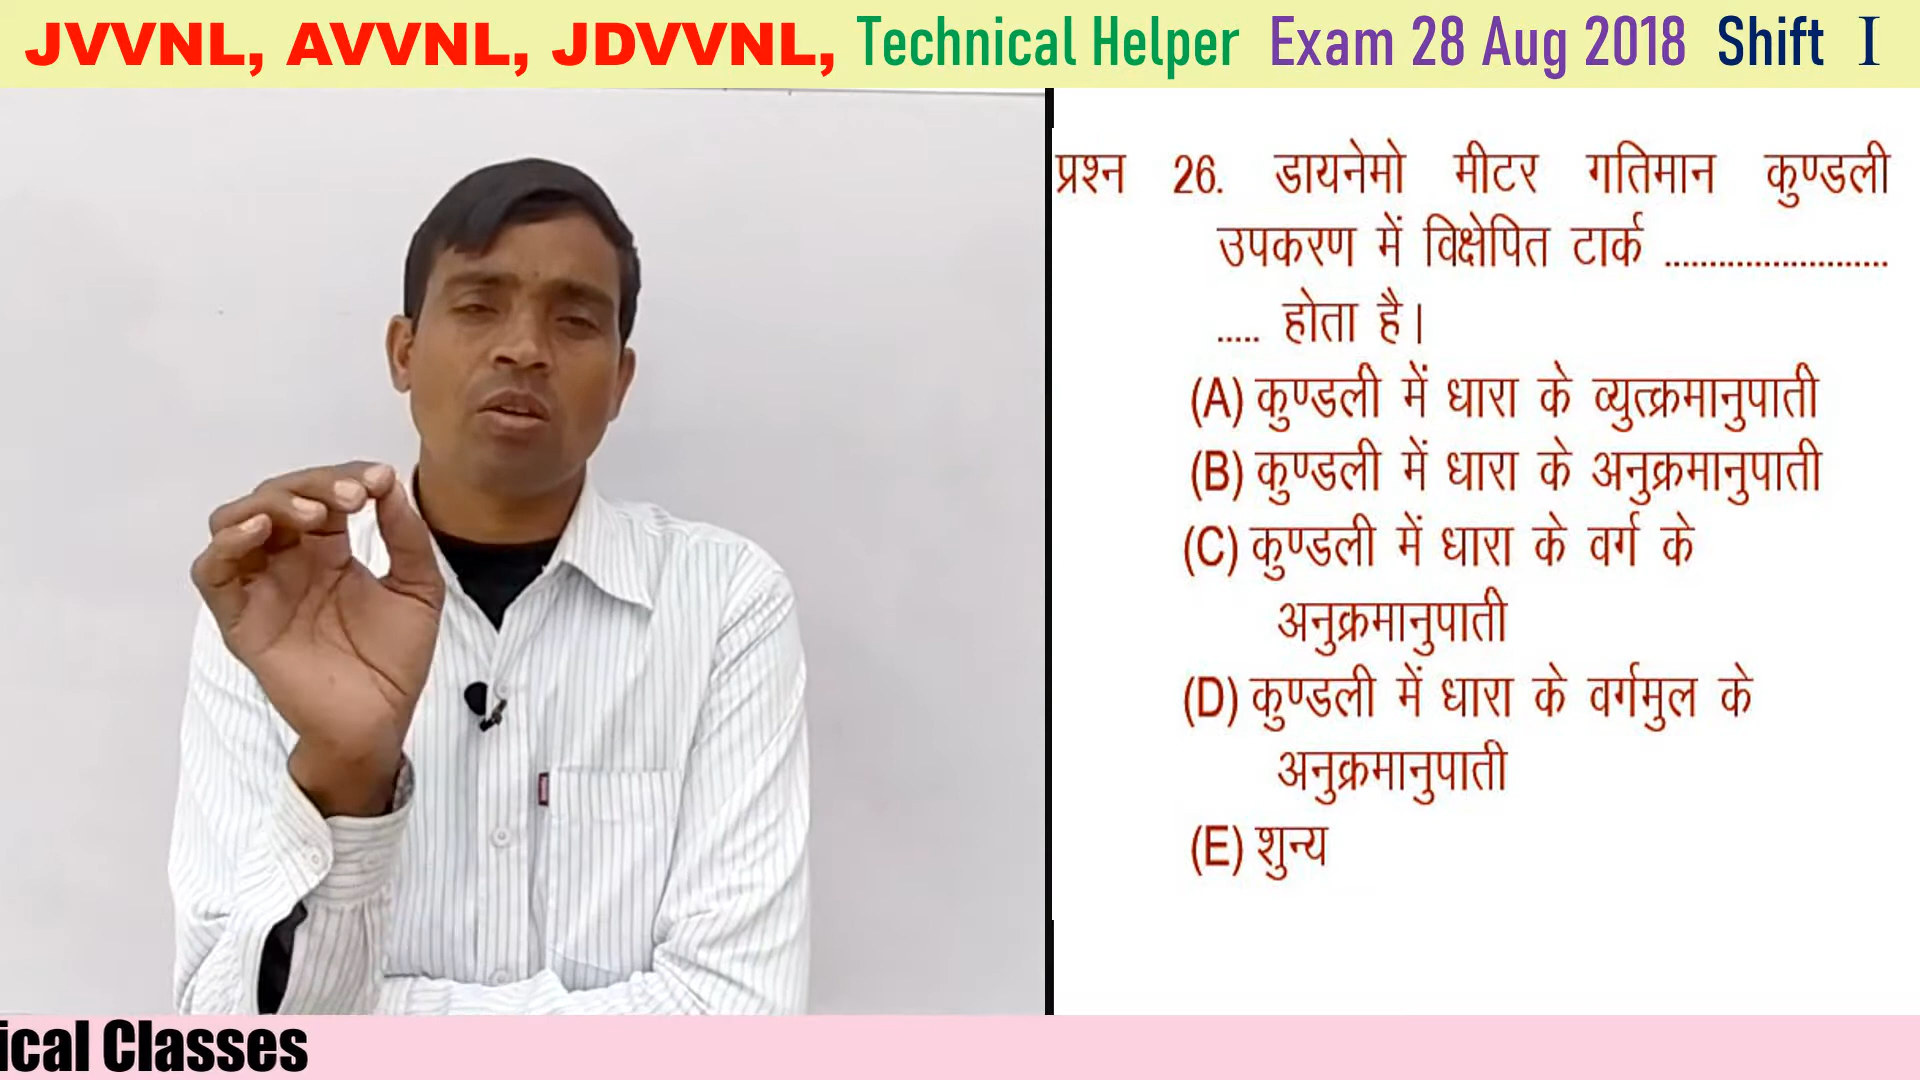 JVVNL, AVVNL, JDVVNL, Technical Helper Exam 28 Aug 2018 Shift I
प्रश्न 26. डायनेमो मीटर गतिमान कुण्डली
उपकरण में विक्षेपित टार्क .........................
..... होता है।
(A) कुण्डली में धारा के व्युत्क्रमानुपाती
(B) कुण्डली में धारा के अनुक्रमानुपाती
(C) कुण्डली में धारा के वर्ग के
अनुक्रमानुपाती
(D) कुण्डली में धारा के वर्गमुल के
अनुक्रमानुपाती
(E) शुन्य
ical Classes